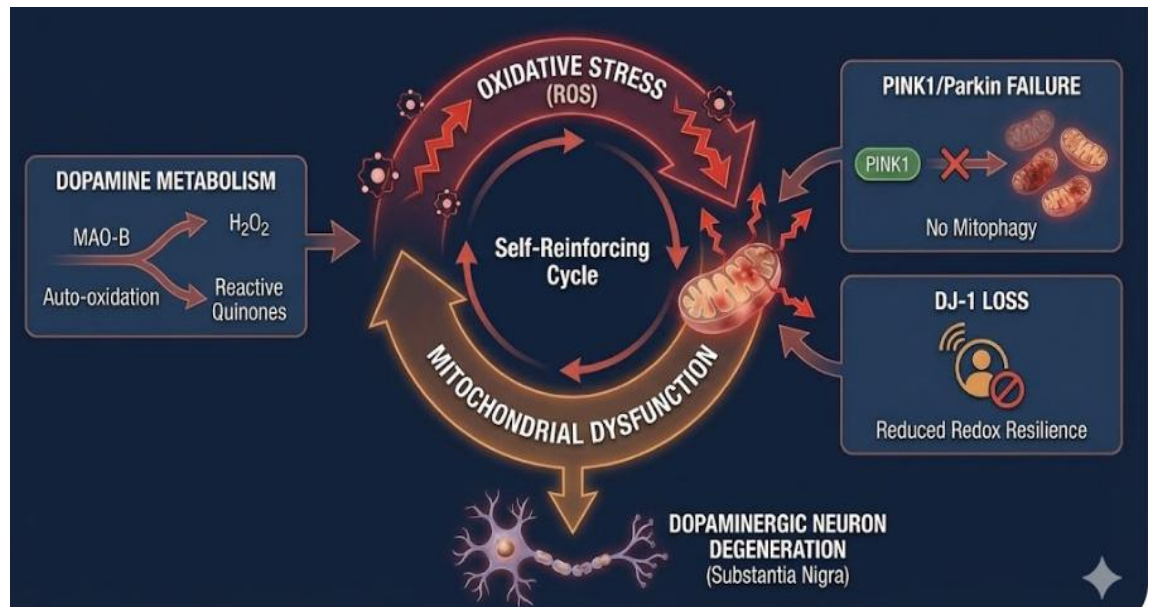 OXIDATIVE STRESS
(ROS)
DOPAMINE METABOLISM
MAO-B
H₂O₂
Auto-oxidation
Reactive
Quinones
Self-Reinforcing
Cycle
MITOCHONDRIAL DYSFUNCTION
PINK1/Parkin FAILURE
PINK1
No Mitophagy
DJ-1 LOSS
Reduced Redox Resilience
DOPAMINERGIC NEURON
DEGENERATION
(Substantia Nigra)